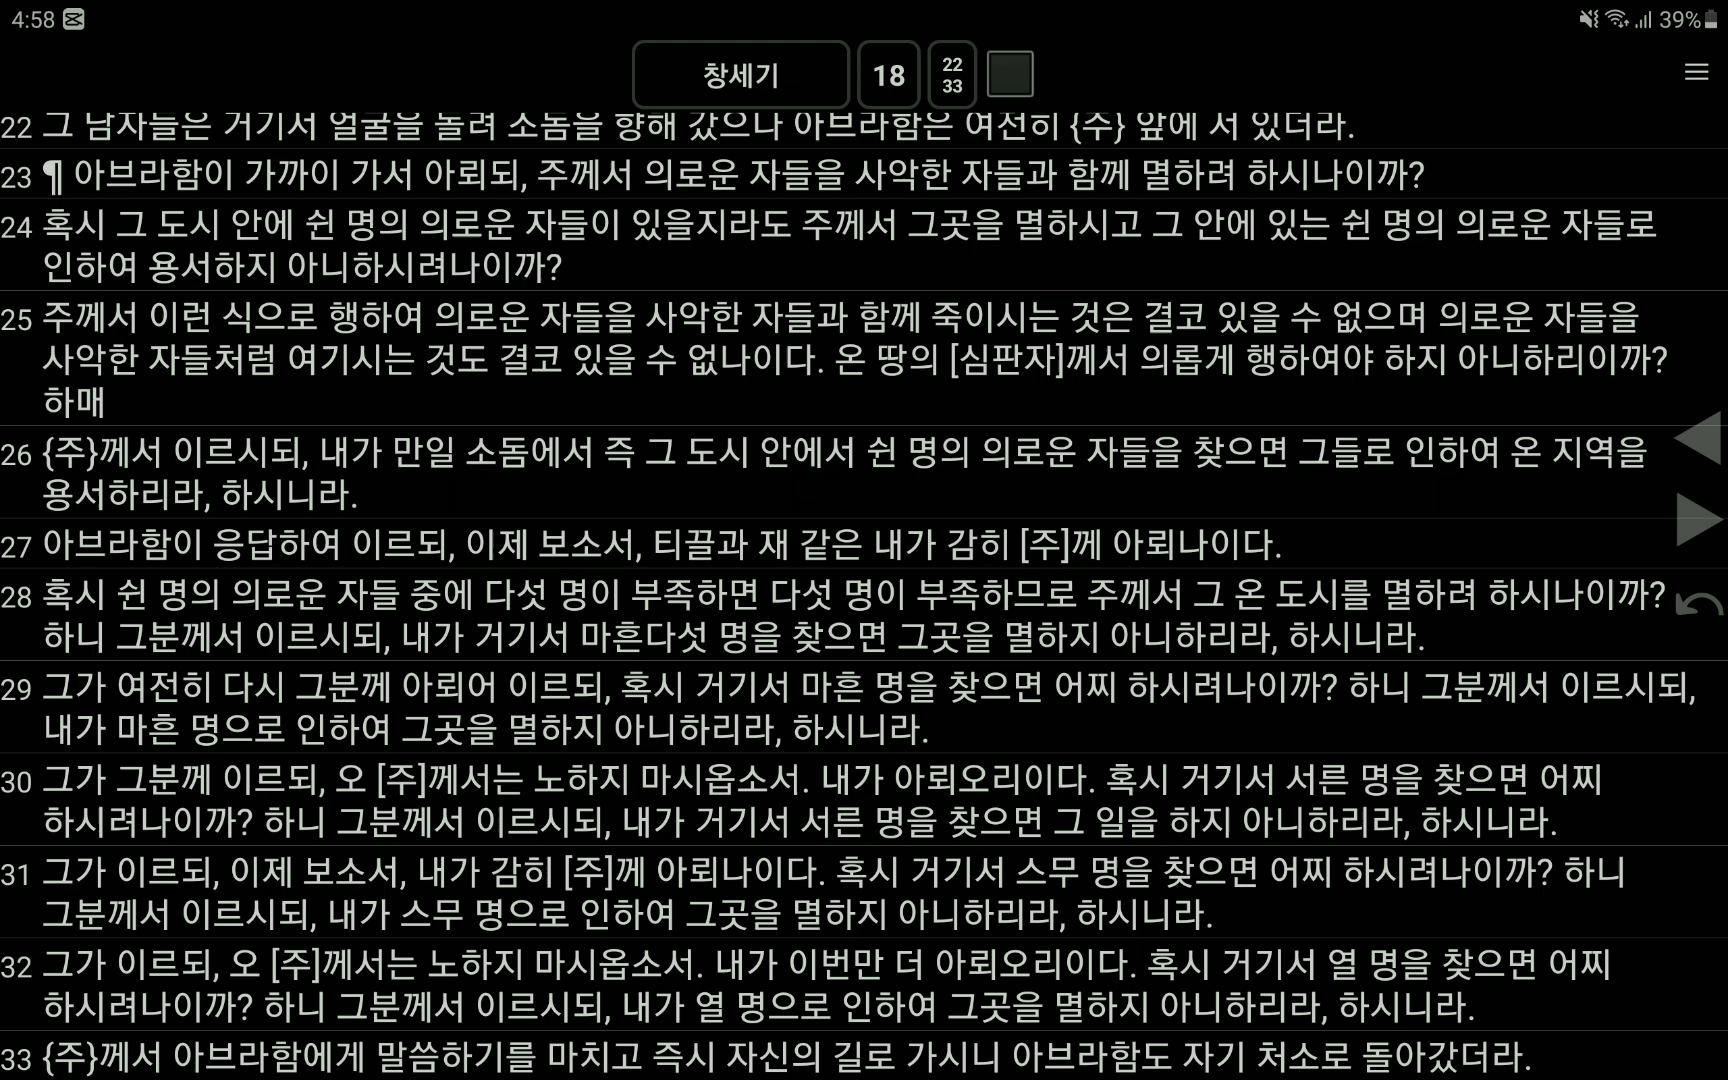 4:58
39%
창세기
18
22
33
22 그 남자들은 거기서 얼굴을 돌려 소돔을 향해 갔으나 아브라함은 여전히 {주} 앞에 서 있더라.
23 ¶ 아브라함이 가까이 가서 아뢰되, 주께서 의로운 자들을 사악한 자들과 함께 멸하려 하시나이까?
24 혹시 그 도시 안에 쉰 명의 의로운 자들이 있을지라도 주께서 그곳을 멸하시고 그 안에 있는 쉰 명의 의로운 자들로
인하여 용서하지 아니하시려나이까?
25 주께서 이런 식으로 행하여 의로운 자들을 사악한 자들과 함께 죽이시는 것은 결코 있을 수 없으며 의로운 자들을
사악한 자들처럼 여기시는 것도 결코 있을 수 없나이다. 온 땅의 [심판자]께서 의롭게 행하여야 하지 아니하리이까?
하매
26 {주}께서 이르시되, 내가 만일 소돔에서 즉 그 도시 안에서 쉰 명의 의로운 자들을 찾으면 그들로 인하여 온 지역을
용서하리라, 하시니라.
27 아브라함이 응답하여 이르되, 이제 보소서, 티끌과 재 같은 내가 감히 [주]께 아뢰나이다.
28 혹시 쉰 명의 의로운 자들 중에 다섯 명이 부족하면 다섯 명이 부족하므로 주께서 그 온 도시를 멸하려 하시나이까?
하니 그분께서 이르시되, 내가 거기서 마흔다섯 명을 찾으면 그곳을 멸하지 아니하리라, 하시니라.
29 그가 여전히 다시 그분께 아뢰어 이르되, 혹시 거기서 마흔 명을 찾으면 어찌 하시려나이까? 하니 그분께서 이르시되,
내가 마흔 명으로 인하여 그곳을 멸하지 아니하리라, 하시니라.
30 그가 그분께 이르되, 오 [주]께서는 노하지 마시옵소서. 내가 아뢰오리이다. 혹시 거기서 서른 명을 찾으면 어찌
하시려나이까? 하니 그분께서 이르시되, 내가 거기서 서른 명을 찾으면 그 일을 하지 아니하리라, 하시니라.
31 그가 이르되, 이제 보소서, 내가 감히 [주]께 아뢰나이다. 혹시 거기서 스무 명을 찾으면 어찌 하시려나이까? 하니
그분께서 이르시되, 내가 스무 명으로 인하여 그곳을 멸하지 아니하리라, 하시니라.
32 그가 이르되, 오 [주]께서는 노하지 마시옵소서. 내가 이번만 더 아뢰오리이다. 혹시 거기서 열 명을 찾으면 어찌
하시려나이까? 하니 그분께서 이르시되, 내가 열 명으로 인하여 그곳을 멸하지 아니하리라, 하시니라.
33 {주}께서 아브라함에게 말씀하기를 마치고 즉시 자신의 길로 가시니 아브라함도 자기 처소로 돌아갔더라.